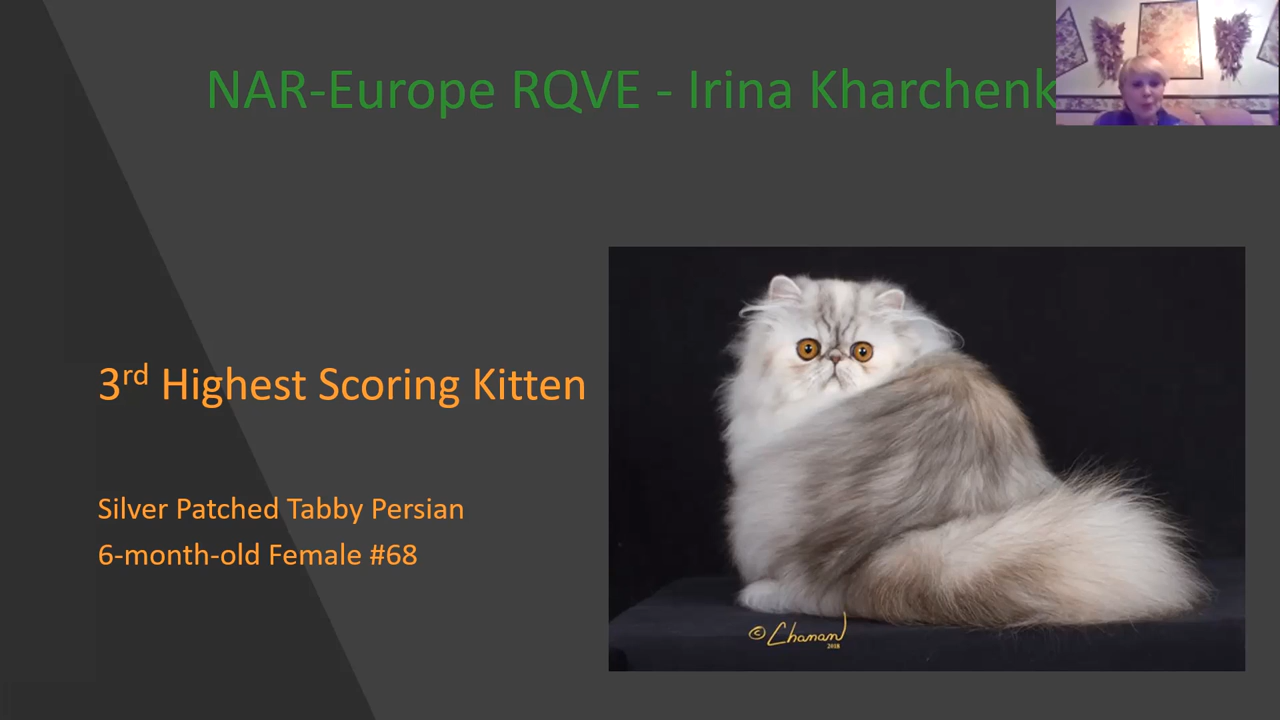 NAR-Europe RQVE - Irina Kharchenk
3rd Highest Scoring Kitten
Silver Patched Tabby Persian
6-month-old Female #68
© Chanan
2018